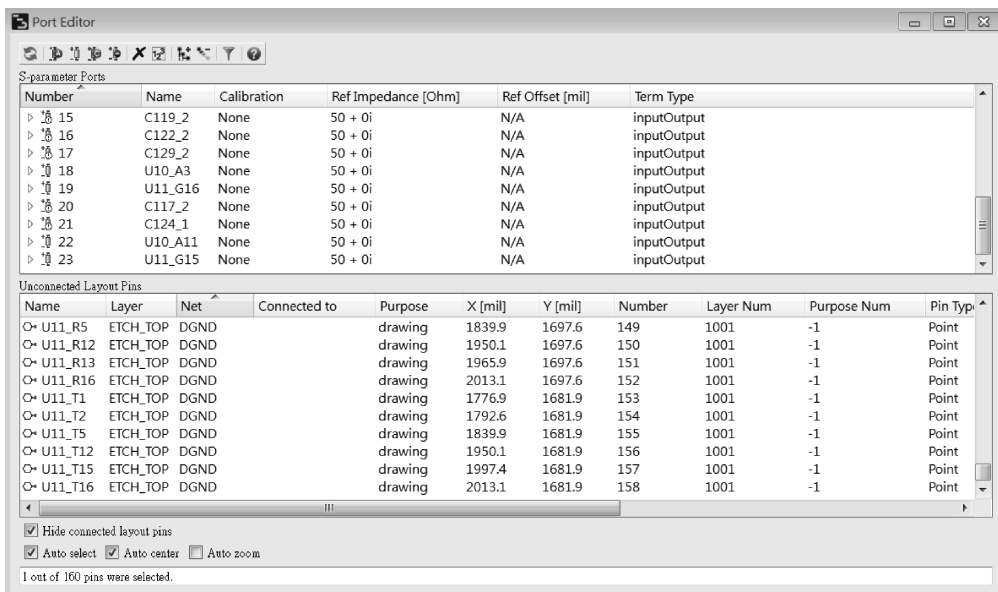 Port Editor
S-parameter Ports
Number Name Calibration Ref Impedance [Ohm] Ref Offset [mil] Term Type
15 C119_2 None 50 + 0i N/A inputOutput
16 C122_2 None 50 + 0i N/A inputOutput
17 C129_2 None 50 + 0i N/A inputOutput
18 U10_A3 None 50 + 0i N/A inputOutput
19 U11_G16 None 50 + 0i N/A inputOutput
20 C117_2 None 50 + 0i N/A inputOutput
21 C124_1 None 50 + 0i N/A inputOutput
22 U10_A11 None 50 + 0i N/A inputOutput
23 U11_G15 None 50 + 0i N/A inputOutput
Unconnected Layout Pins
Name Layer Net Connected to Purpose X [mil] Y [mil] Number Layer Num Purpose Num Pin Typ
U11_R5 ETCH_TOP DGND drawing 1839.9 1697.6 149 1001 -1 Point
U11_R12 ETCH_TOP DGND drawing 1950.1 1697.6 150 1001 -1 Point
U11_R13 ETCH_TOP DGND drawing 1965.9 1697.6 151 1001 -1 Point
U11_R16 ETCH_TOP DGND drawing 2013.1 1697.6 152 1001 -1 Point
U11_T1 ETCH_TOP DGND drawing 1776.9 1681.9 153 1001 -1 Point
U11_T2 ETCH_TOP DGND drawing 1792.6 1681.9 154 1001 -1 Point
U11_T5 ETCH_TOP DGND drawing 1839.9 1681.9 155 1001 -1 Point
U11_T12 ETCH_TOP DGND drawing 1950.1 1681.9 156 1001 -1 Point
U11_T15 ETCH_TOP DGND drawing 1997.4 1681.9 157 1001 -1 Point
U11_T16 ETCH_TOP DGND drawing 2013.1 1681.9 158 1001 -1 Point
Hide connected layout pins
Auto select Auto center Auto zoom
1 out of 160 pins were selected.